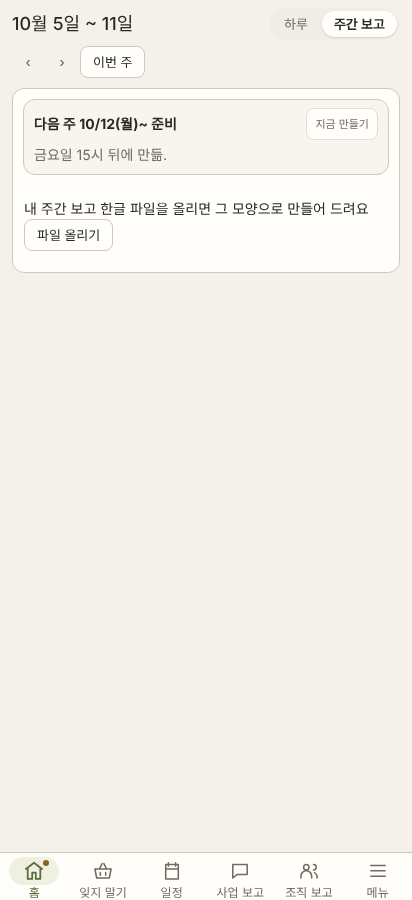 10월 5일 ~ 11일
하루
주간 보고
‹
›
이번 주
다음 주 10/12(월)~ 준비
지금 만들기
금요일 15시 뒤에 만듦.
내 주간 보고 한글 파일을 올리면 그 모양으로 만들어 드려요
파일 올리기
홈
잊지 말기
일정
사업 보고
조직 보고
메뉴